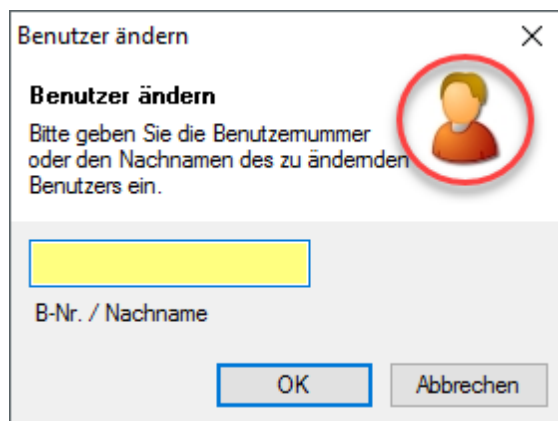 Benutzer ändern
Benutzer ändern
Bitte geben Sie die Benutzernummer
oder den Nachnamen des zu ändernden
Benutzers ein.
B-Nr. / Nachname
OK
Abbrechen